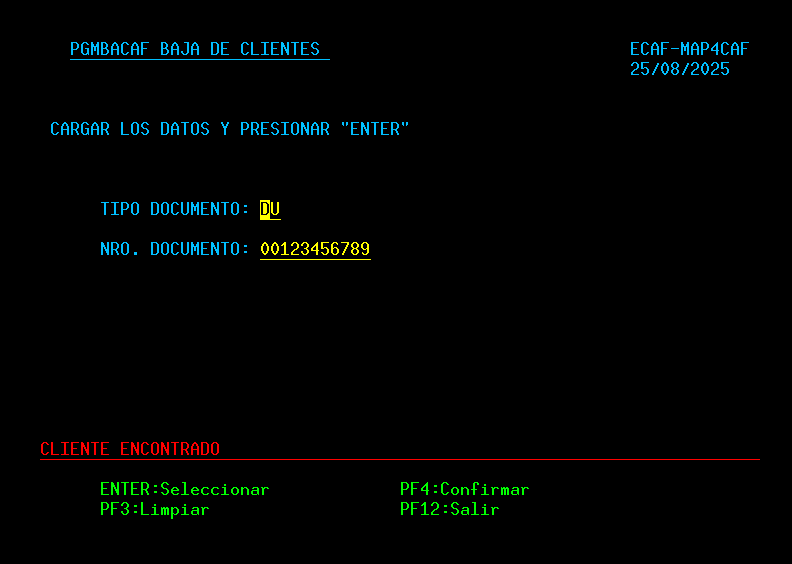 PGMBACAF BAJA DE CLIENTES ECAF-MAP4CAF
25/08/2025
CARGAR LOS DATOS Y PRESIONAR "ENTER"
TIPO DOCUMENTO: DU
NRO. DOCUMENTO: 00123456789
CLIENTE ENCONTRADO
ENTER:Seleccionar PF4:Confirmar
PF3:Limpiar PF12:Salir